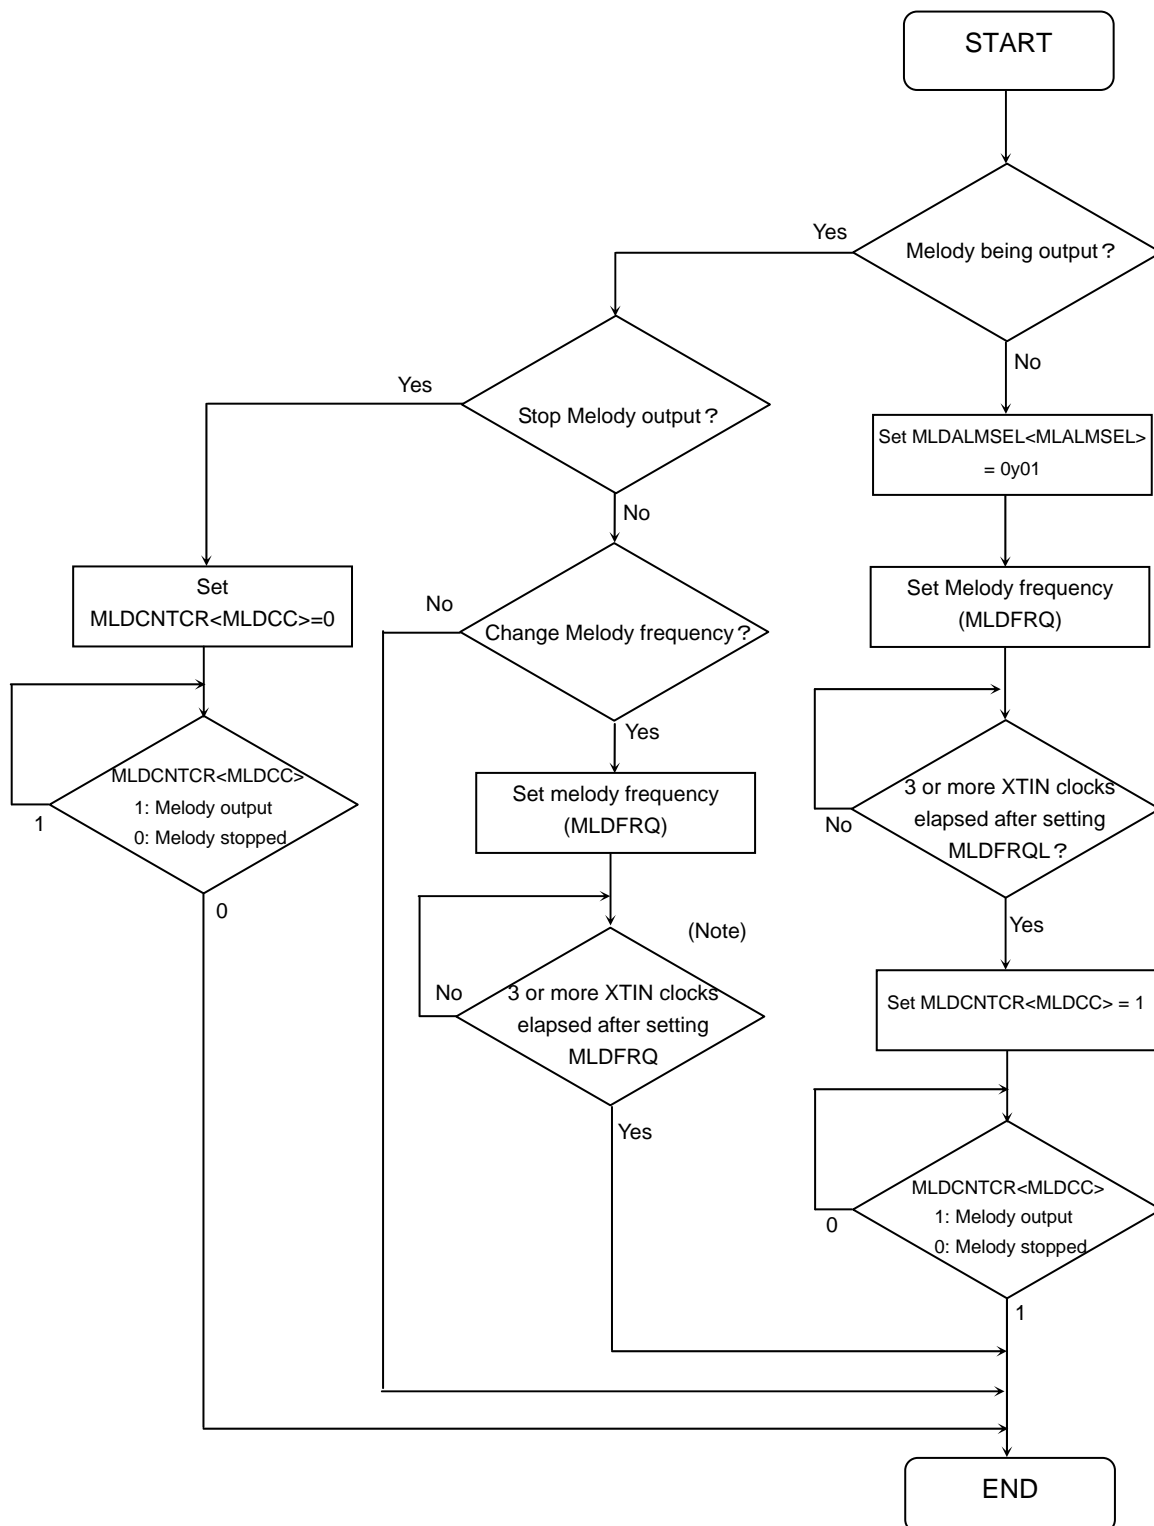 START
Yes
Melody being output?
No
Yes
Stop Melody output?
Set MLDALMSEL<MLALMSEL>
= 0y01
No
Set
MLDCNTCR<MLDCC>=0
No
Change Melody frequency?
Set Melody frequency
(MLDFRQ)
Yes
MLDCNTCR<MLDCC>
1: Melody output
0: Melody stopped
1
0
Set melody frequency
(MLDFRQ)
3 or more XTIN clocks
elapsed after setting
MLDFRQL?
No
Yes
(Note)
No
3 or more XTIN clocks
elapsed after setting
MLDFRQ
Yes
Set MLDCNTCR<MLDCC> = 1
MLDCNTCR<MLDCC>
1: Melody output
0: Melody stopped
0
1
END